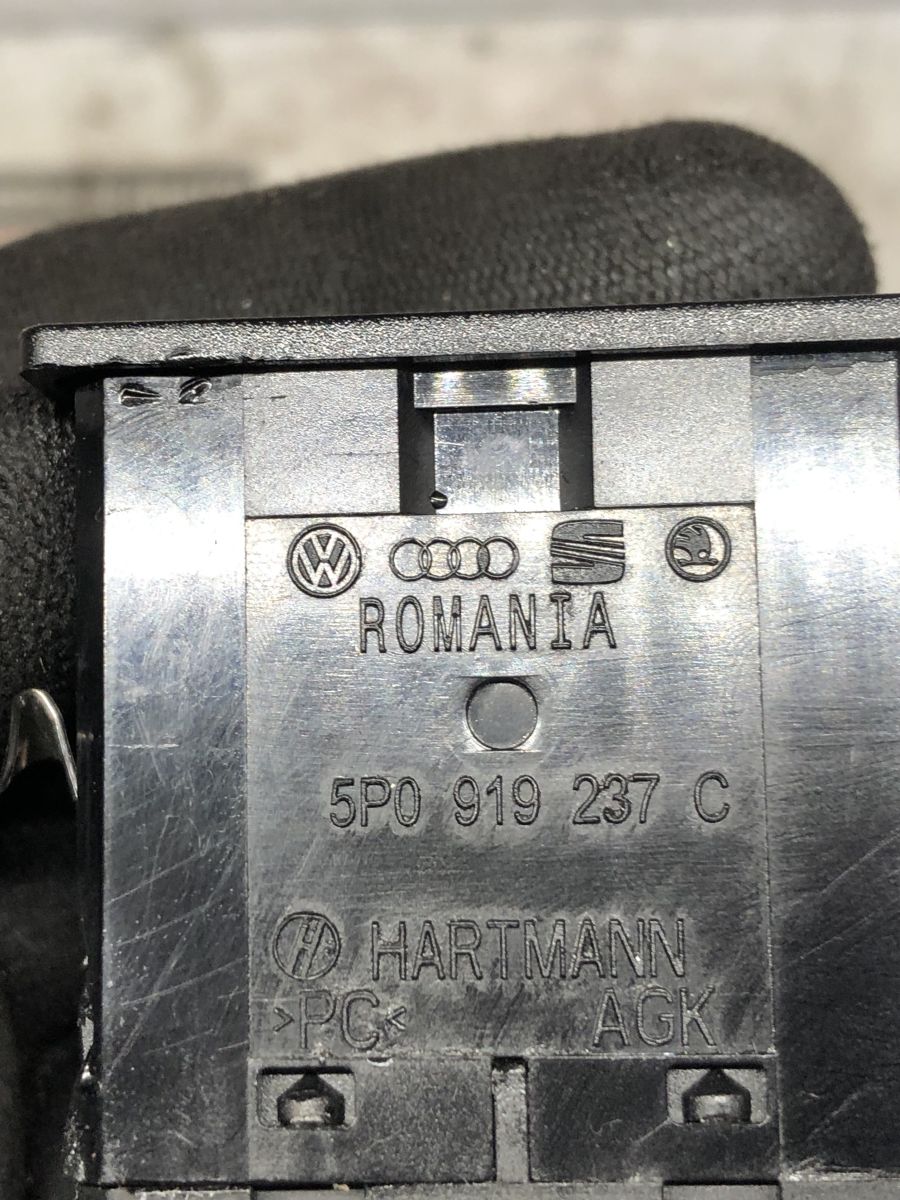 ROMANIA
5P0 919 237 C
HARTMANN
>PC< AGK